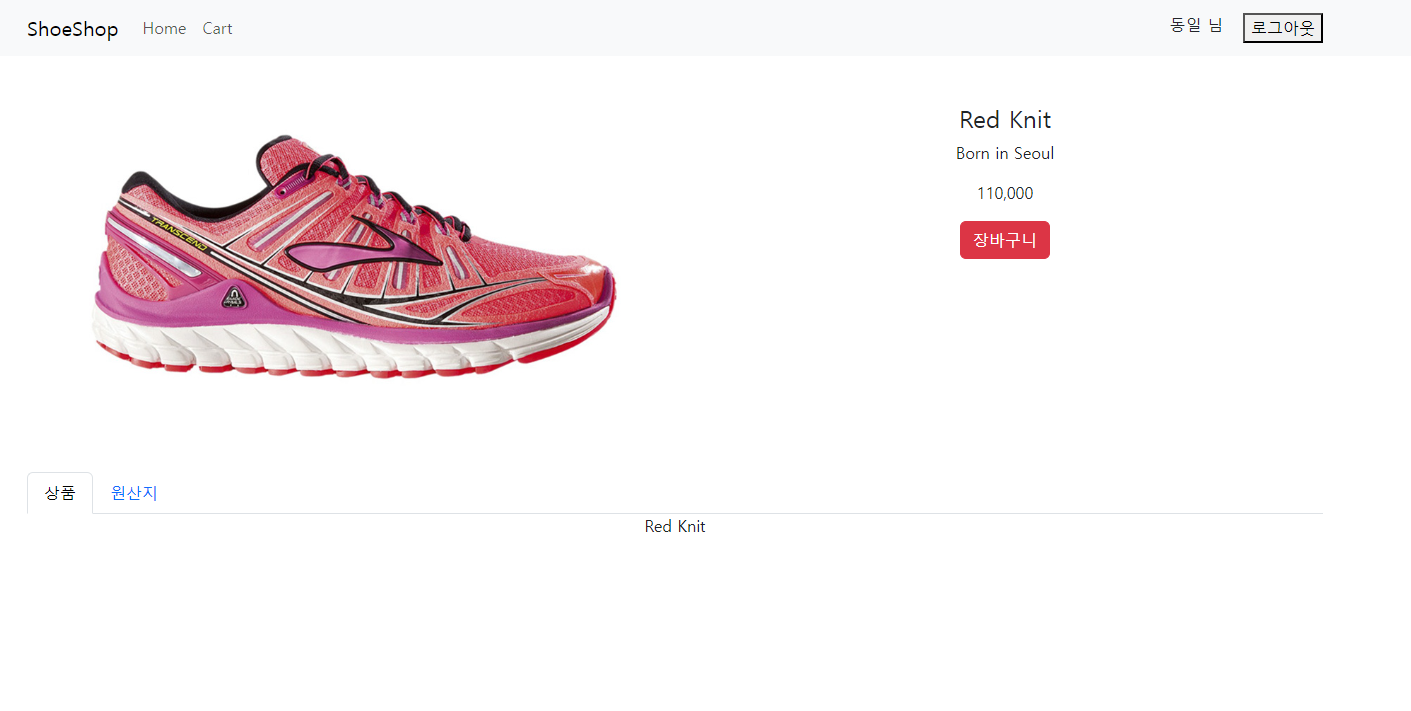 ShoeShop Home Cart 동일 님 로그아웃
TRANSCEND
Red Knit
Born in Seoul
110,000
장바구니
상품 원산지
Red Knit